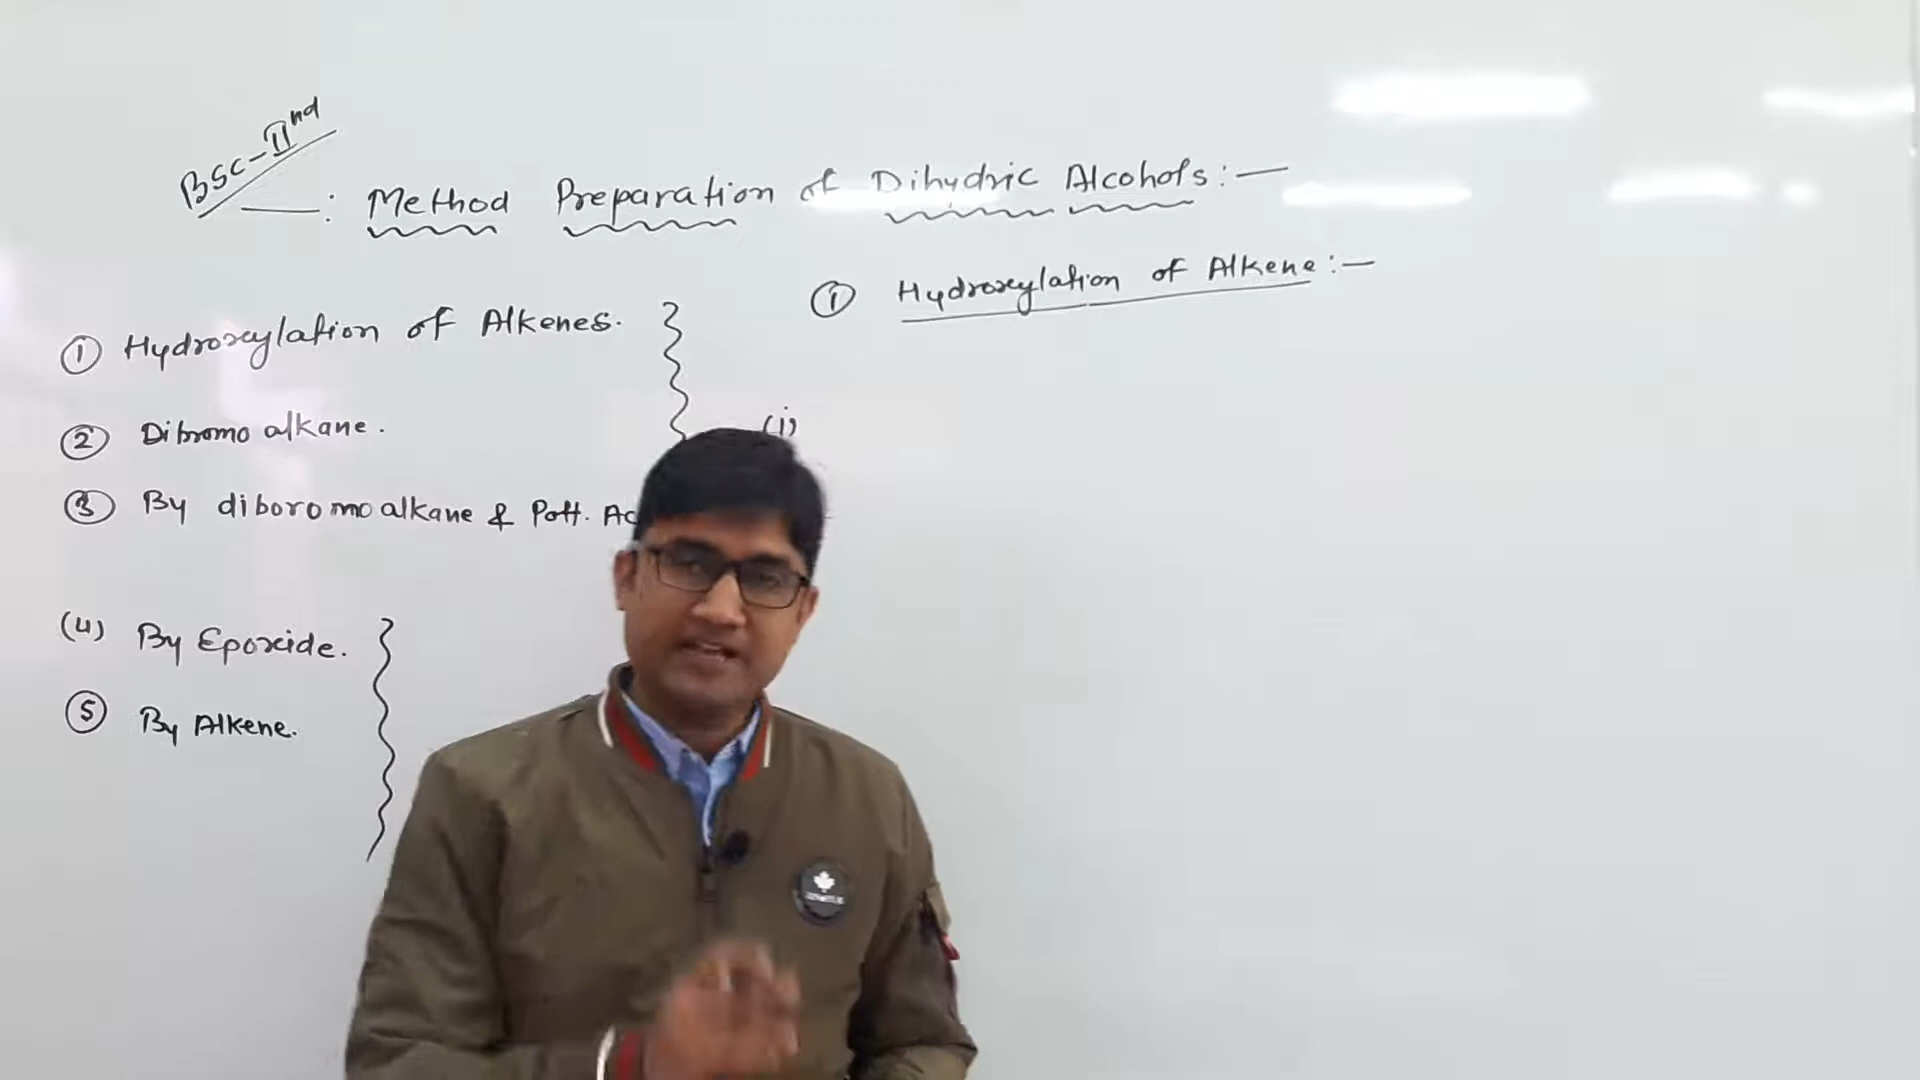 BSC-IInd
: Method Preparation of Dihydric Alcohols:—
① Hydroxylation of Alkenes.
② Dibromo alkane.
③ By diboromoalkane & Pott. Ac
(4) By Epoxide.
⑤ By Alkene.
① Hydroxylation of Alkene:—
(i)